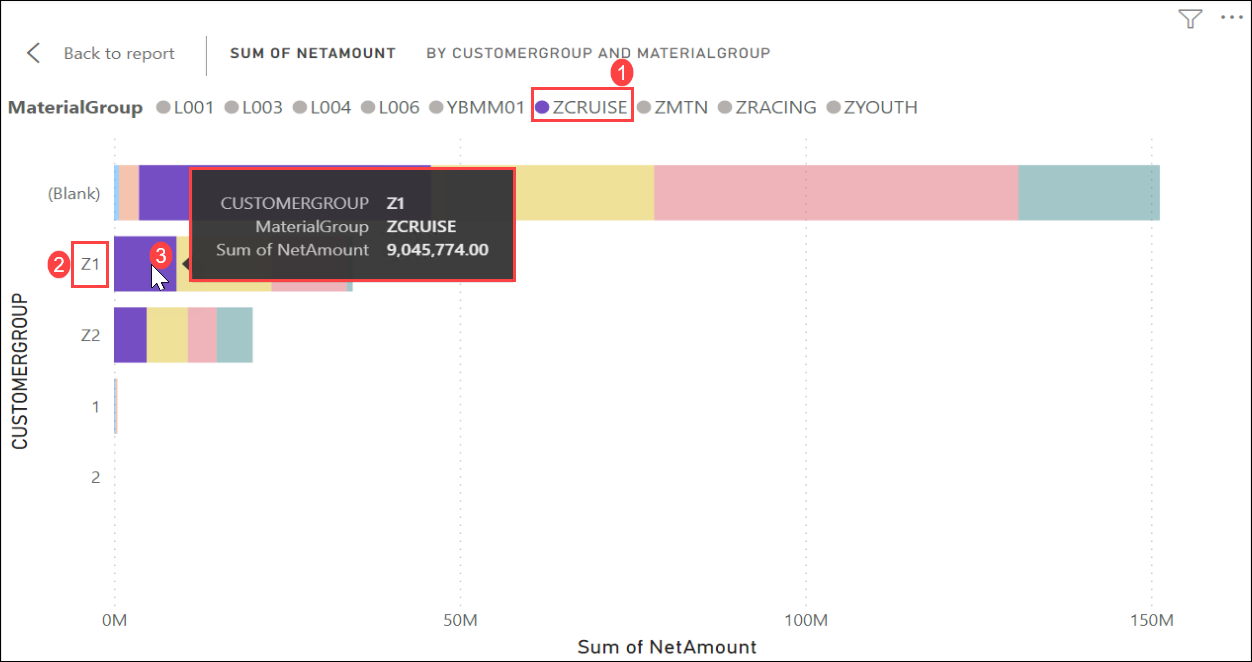 Back to report SUM OF NETAMOUNT BY CUSTOMERGROUP AND MATERIALGROUP
1
MaterialGroup L001 L003 L004 L006 YBMM01 ZCRUISE ZMTN ZRACING ZYOUTH
(Blank)
CUSTOMERGROUP Z1
MaterialGroup ZCRUISE
Sum of NetAmount 9,045,774.00
2 Z1 3
Z2
1
2
CUSTOMERGROUP
0M 50M 100M 150M
Sum of NetAmount